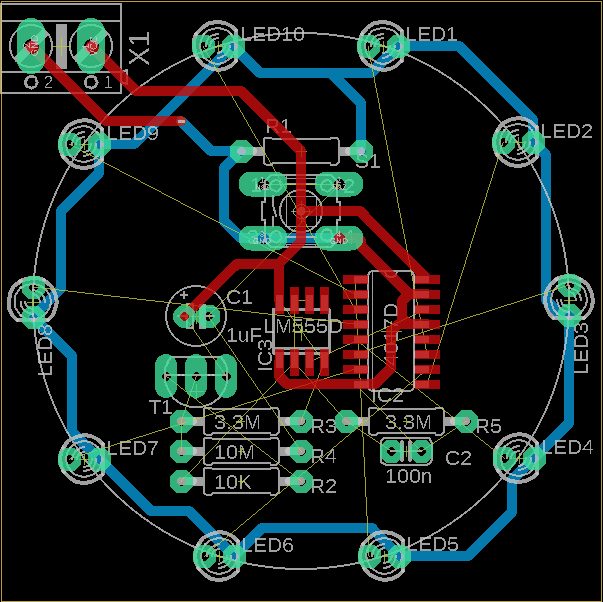 LED10
LED1
X1
2
1
LED9
R1
S1
LED2
C1
1uF
LM555D
IC3
4017D
IC2
LED8
LED3
T1
3.3M
R3
3.3M
R5
10M
R4
C2
LED7
LED4
10K
R2
100n
LED6
LED5